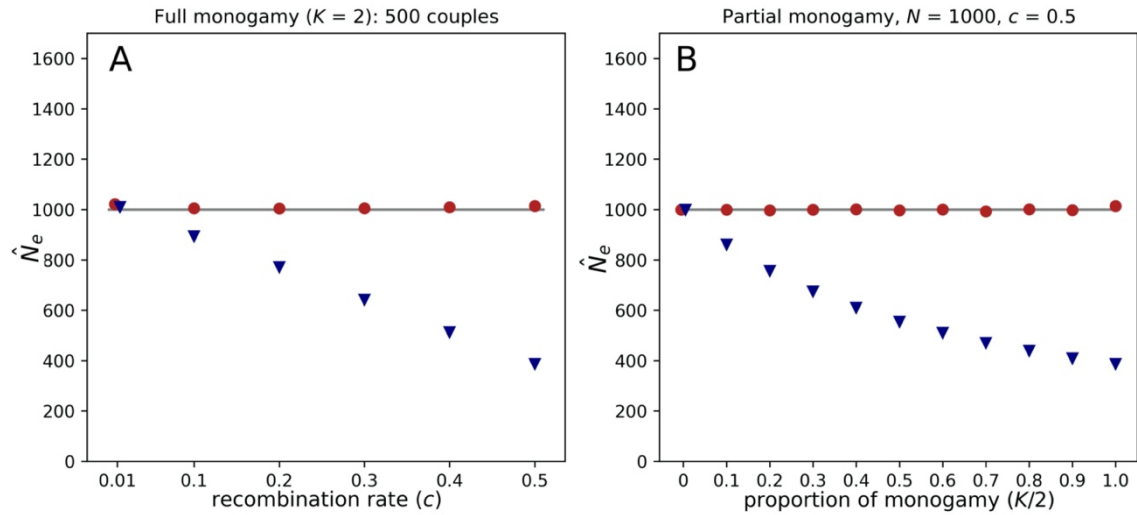 Full monogamy (K = 2): 500 couples
A
1600
1400
1200
1000
800
600
400
200
0
N̂e
0.01 0.1 0.2 0.3 0.4 0.5
recombination rate (c)
Partial monogamy, N = 1000, c = 0.5
B
1600
1400
1200
1000
800
600
400
200
0
N̂e
0 0.1 0.2 0.3 0.4 0.5 0.6 0.7 0.8 0.9 1.0
proportion of monogamy (K/2)